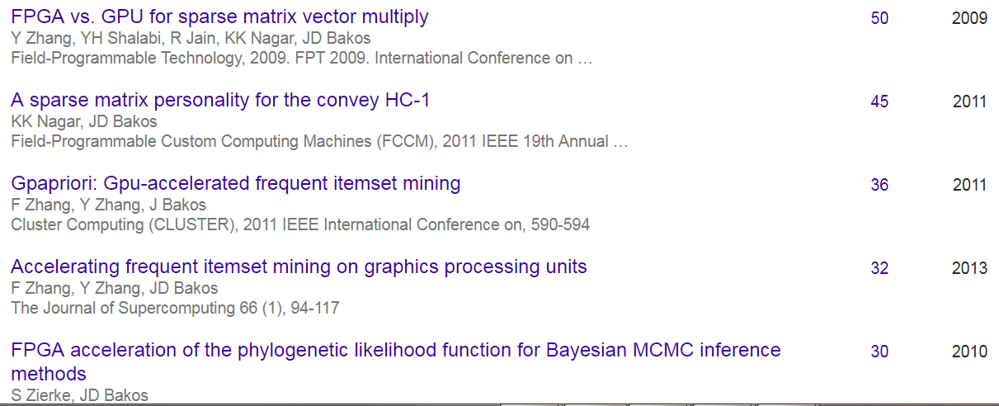 FPGA vs. GPU for sparse matrix vector multiply 50 2009
Y Zhang, YH Shalabi, R Jain, KK Nagar, JD Bakos
Field-Programmable Technology, 2009. FPT 2009. International Conference on …
A sparse matrix personality for the convey HC-1 45 2011
KK Nagar, JD Bakos
Field-Programmable Custom Computing Machines (FCCM), 2011 IEEE 19th Annual …
Gpapriori: Gpu-accelerated frequent itemset mining 36 2011
F Zhang, Y Zhang, J Bakos
Cluster Computing (CLUSTER), 2011 IEEE International Conference on, 590-594
Accelerating frequent itemset mining on graphics processing units 32 2013
F Zhang, Y Zhang, JD Bakos
The Journal of Supercomputing 66 (1), 94-117
FPGA acceleration of the phylogenetic likelihood function for Bayesian MCMC inference 30 2010
methods
S Zierke, JD Bakos